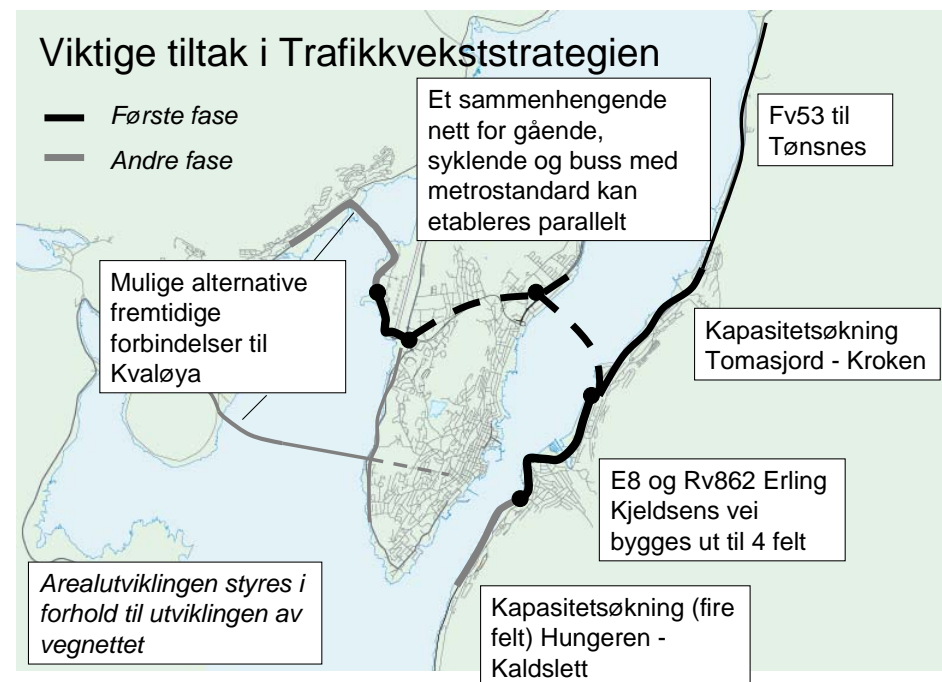 Viktige tiltak i Trafikkvekststrategien
Første fase
Andre fase
Et sammenhengende
nett for gående,
syklende og buss med
metrostandard kan
etableres parallelt
Fv53 til
Tønsnes
Mulige alternative
fremtidige
forbindelser til
Kvaløya
Kapasitetsøkning
Tomasjord - Kroken
E8 og Rv862 Erling
Kjeldsens vei
bygges ut til 4 felt
Arealutviklingen styres i
forhold til utviklingen av
vegnettet
Kapasitetsøkning (fire
felt) Hungeren -
Kaldslett